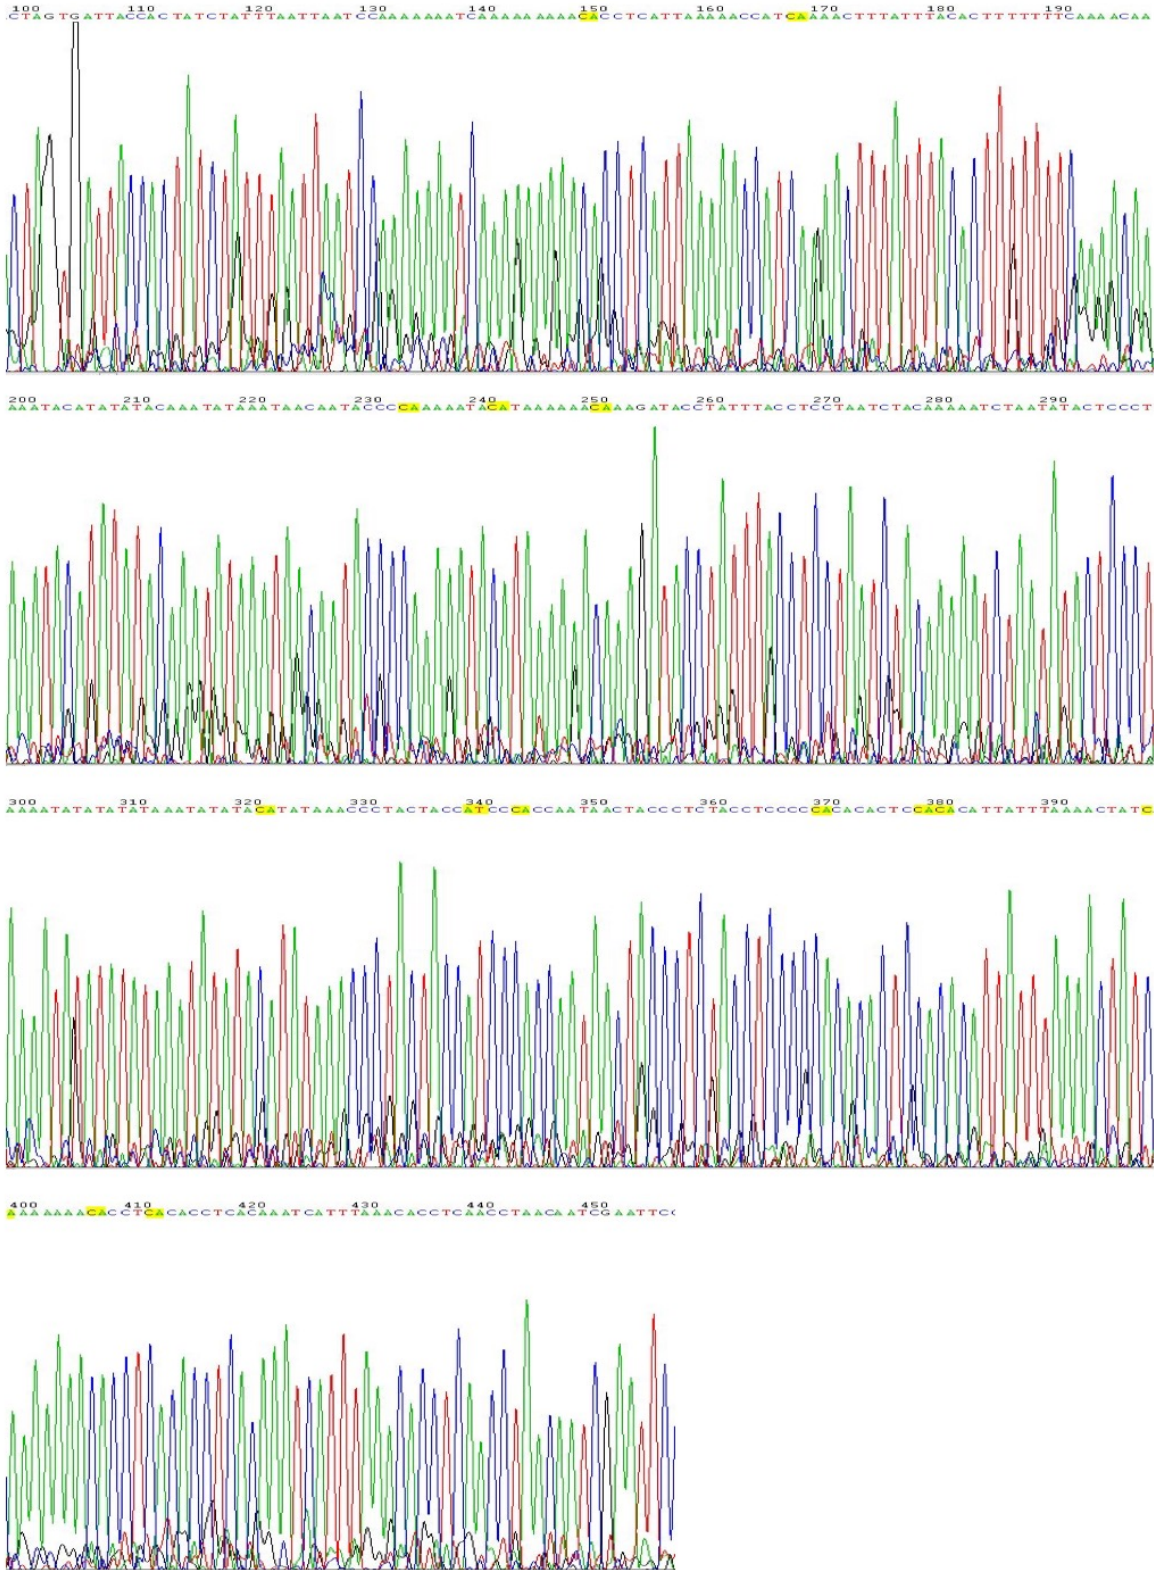 100 110 120 130 140 150 160 170 180 190
CTAGTGATTACCACTATCTATTTAATTAATCCAAAAAAATCAAAAAAAAAACACCTCATTAAAAACCATCAAAACTTTATTTACACTTTTTTTCAAAACAA
200 210 220 230 240 250 260 270 280 290
AAATACATATATACAAATATAAATAACAATACCCCAAAAATACATAAAAAACAAAGATACCTATTTACCTCCTAATCTACAAAAATCTAATATACTCCCT
300 310 320 330 340 350 360 370 380 390
AAAATATATATATAAATATATACATATAAACCCTACTACCATCCCACCAATAACTACCCTCTACCTCCCCCACACACTCCACACATTATTTAAAACTATC
400 410 420 430 440 450
AAAAAAACACCTCACACCTCACAAATCATTTAAACACCTCAACCTAACAATCGAATTCC